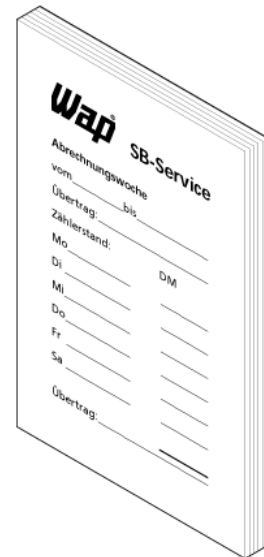 Wap SB-Service
Abrechnungswoche
vom bis
Übertrag:
Zählerstand:
DM
Mo
Di
Mi
Do
Fr
Sa
Übertrag: